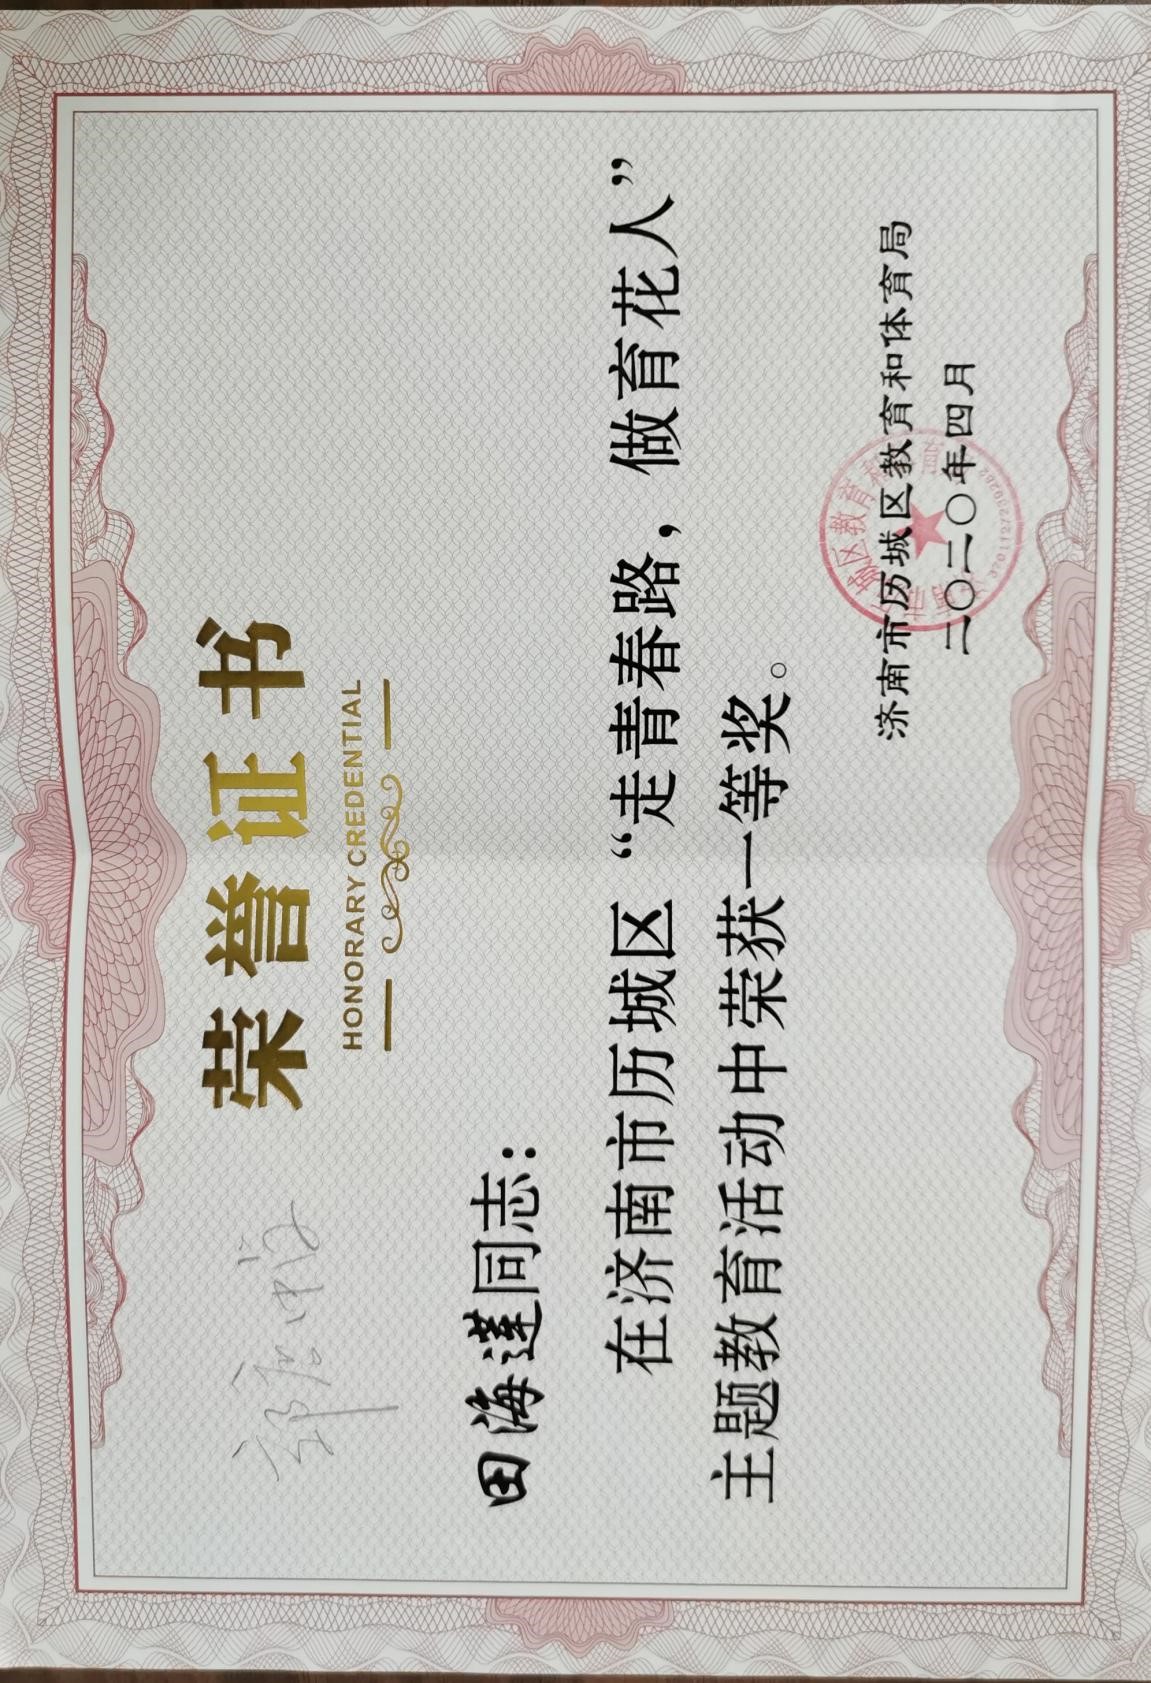 荣誉证书
HONORARY CREDENTIAL
田海莲同志：
在济南市历城区“走青春路，做育花人”
主题教育活动中荣获一等奖。
济南市历城区教育和体育局
二〇二〇年四月